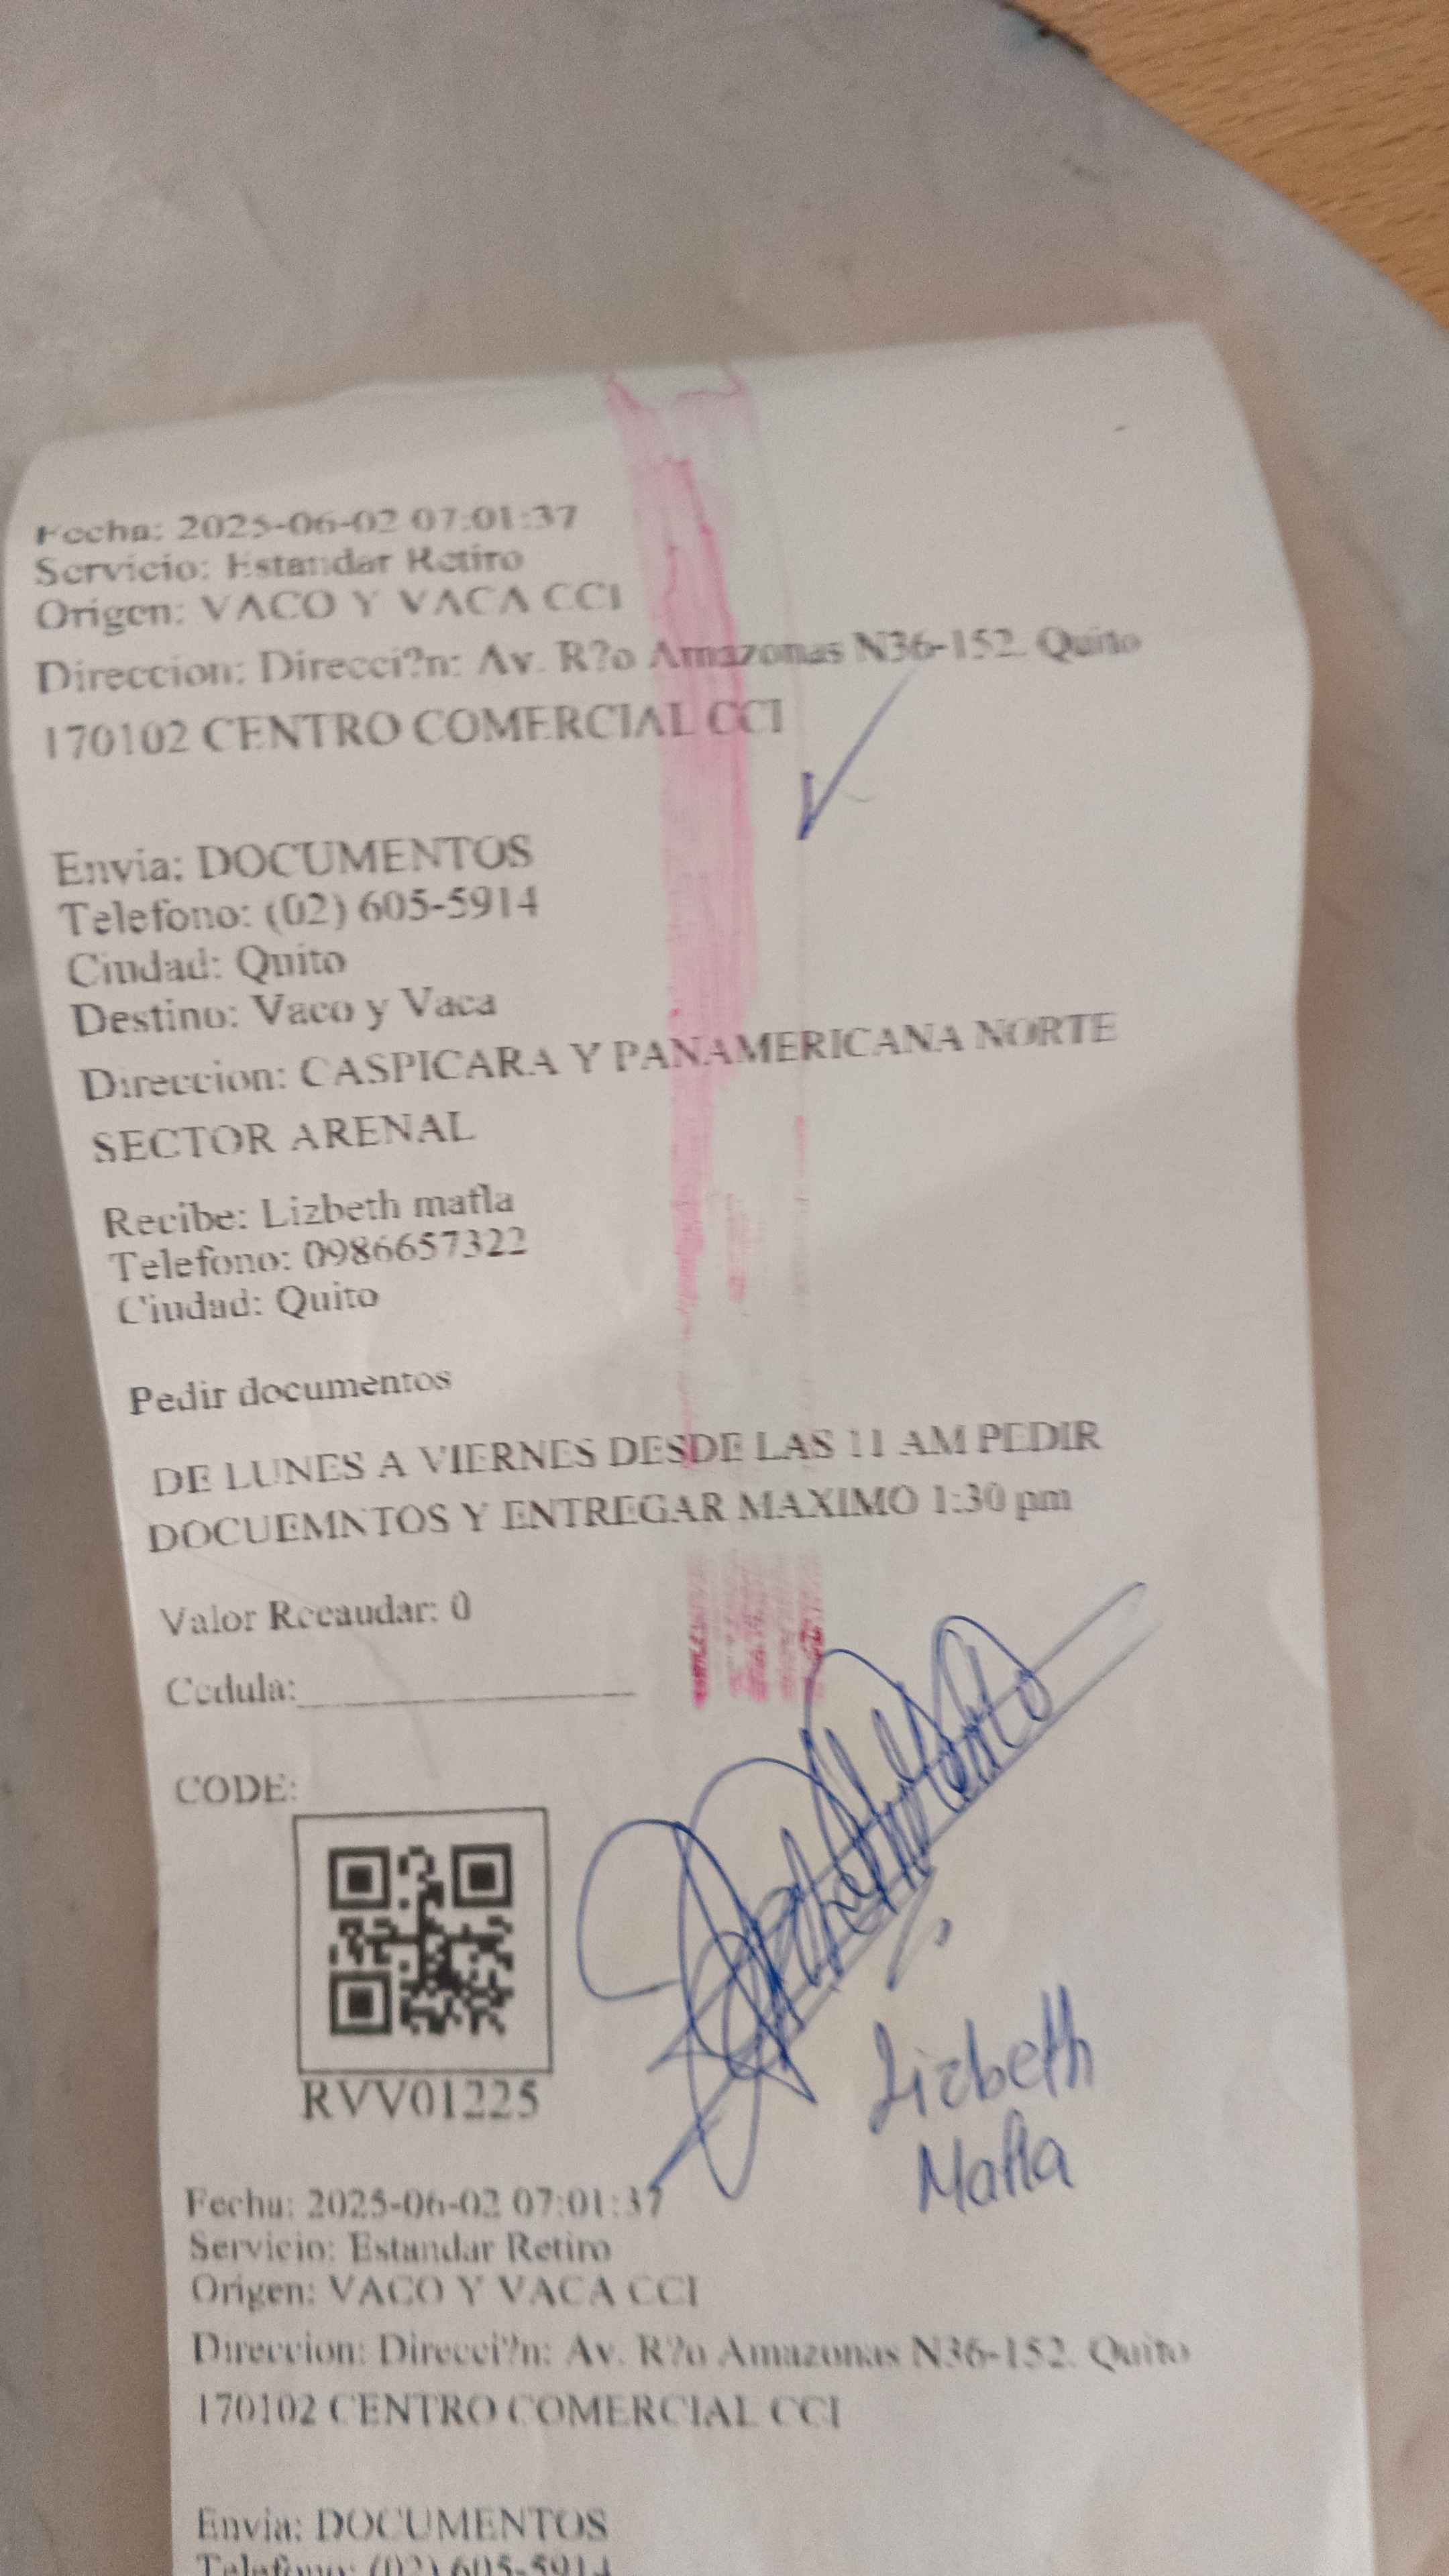 Fecha: 2025-06-02 07:01:37
Servicio: Estandar Retiro
Origen: VACO Y VACA CCI
Direccion: Direcci?n: Av. R?o Amazonas N36-152. Quito
170102 CENTRO COMERCIAL CCI
Envia: DOCUMENTOS
Telefono: (02) 605-5914
Ciudad: Quito
Destino: Vaco y Vaca
Direccion: CASPICARA Y PANAMERICANA NORTE
SECTOR ARENAL
Recibe: Lizbeth mafla
Telefono: 0986657322
Ciudad: Quito
Pedir documentos
DE LUNES A VIERNES DESDE LAS 11 AM PEDIR
DOCUEMNTOS Y ENTREGAR MAXIMO 1:30 pm
Valor Recaudar: 0
Cedula:
CODE:
RVV01225
Lizbeth
Mafla
Fecha: 2025-06-02 07:01:37
Servicio: Estandar Retiro
Origen: VACO Y VACA CCI
Direccion: Direcci?n: Av. R?o Amazonas N36-152. Quito
170102 CENTRO COMERCIAL CCI
Envia: DOCUMENTOS
Telefono: (02) 605-5914